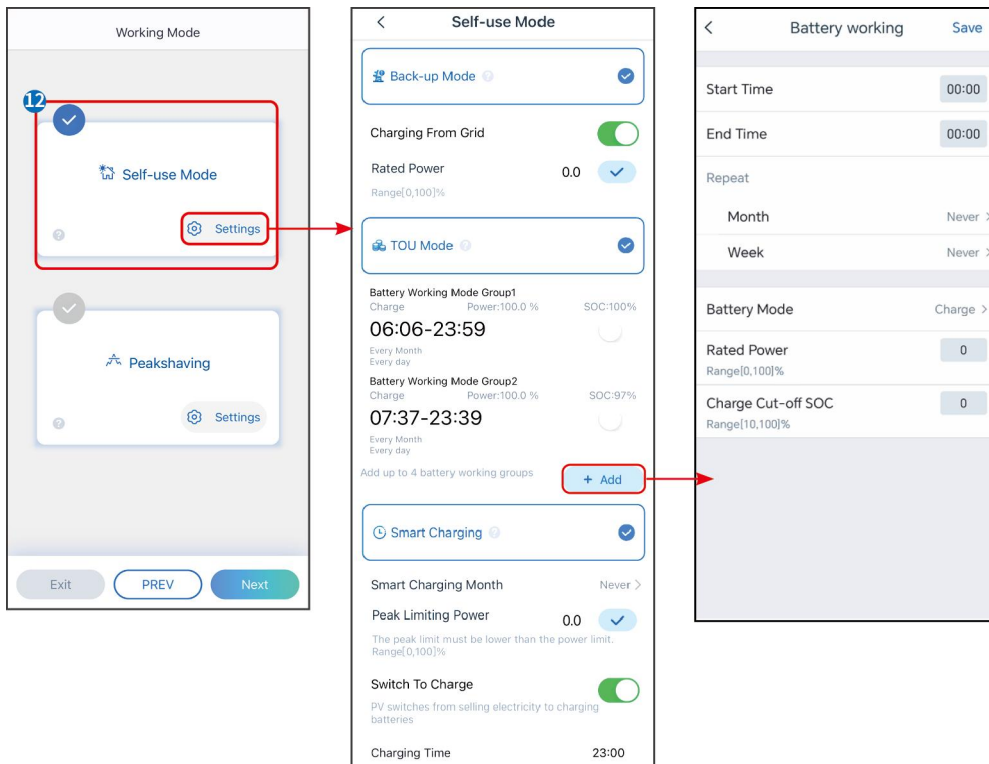 Working Mode
12
Self-use Mode
?
Settings
Peakshaving
?
Settings
Exit
PREV
Next
Self-use Mode
Back-up Mode ?
Charging From Grid
Rated Power 0.0
Range[0,100]%
TOU Mode ?
Battery Working Mode Group1
Charge Power:100.0 % SOC:100%
06:06-23:59
Every Month
Every day
Battery Working Mode Group2
Charge Power:100.0 % SOC:97%
07:37-23:39
Every Month
Every day
Add up to 4 battery working groups
+ Add
Smart Charging ?
Smart Charging Month Never >
Peak Limiting Power 0.0
The peak limit must be lower than the power limit.
Range[0,100]%
Switch To Charge
PV switches from selling electricity to charging
batteries
Charging Time 23:00
Battery working Save
Start Time 00:00
End Time 00:00
Repeat
Month Never >
Week Never >
Battery Mode Charge >
Rated Power 0
Range[0,100]%
Charge Cut-off SOC 0
Range[10,100]%